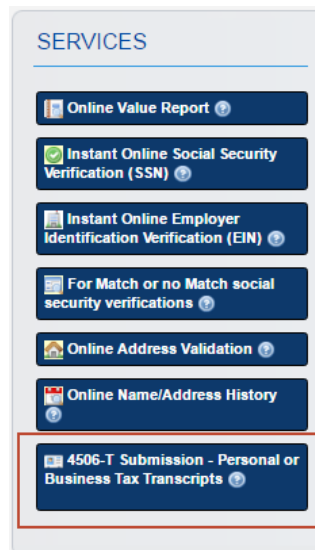 SERVICES
Online Value Report
Instant Online Social Security
Verification (SSN)
Instant Online Employer
Identification Verification (EIN)
For Match or no Match social
security verifications
Online Address Validation
Online Name/Address History
4506-T Submission - Personal or
Business Tax Transcripts